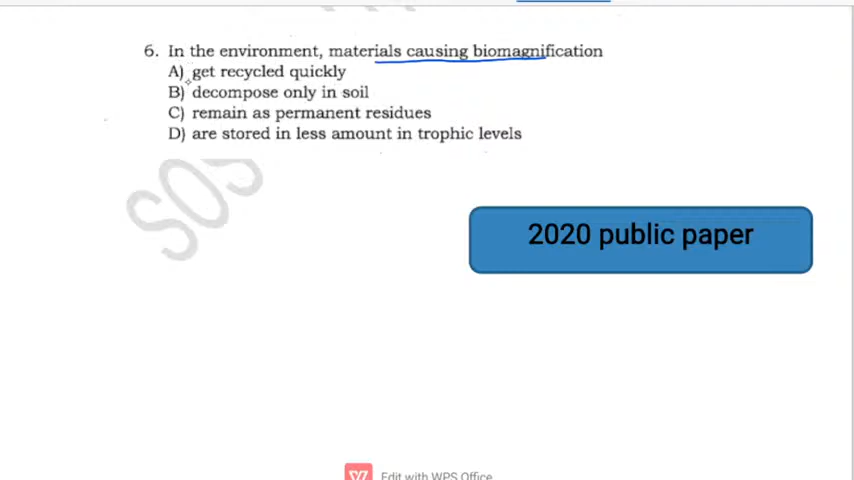 6. In the environment, materials causing biomagnification
A) get recycled quickly
B) decompose only in soil
C) remain as permanent residues
D) are stored in less amount in trophic levels
SOS
2020 public paper
Edit with WPS Office